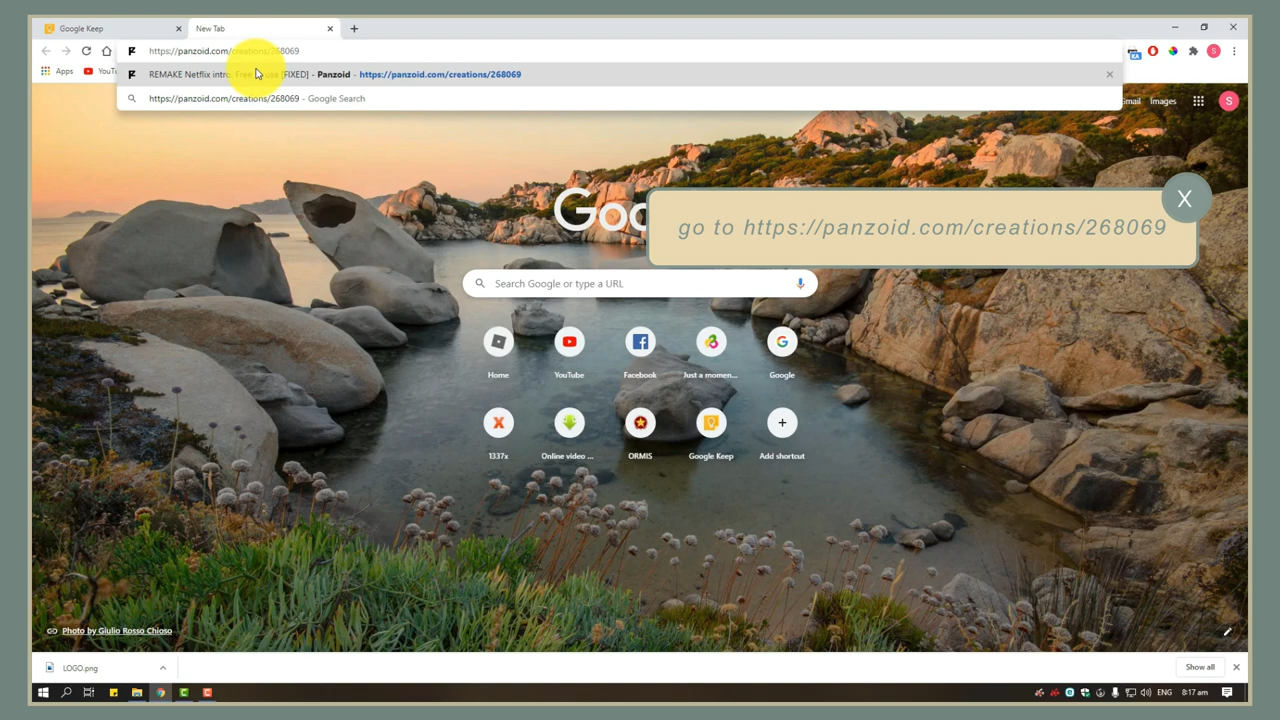 Google Keep
New Tab
https://panzoid.com/creations/268069
Apps
REMAKE Netflix intro. Free use [FIXED] - Panzoid - https://panzoid.com/creations/268069
https://panzoid.com/creations/268069 - Google Search
Gmail Images S
go to https://panzoid.com/creations/268069
X
Search Google or type a URL
Home YouTube Facebook Just a momen... Google
1337x Online video ... ORMIS Google Keep Add shortcut
Photo by Giulio Rosso Chioso
LOGO.png
Show all
ENG 8:17 am